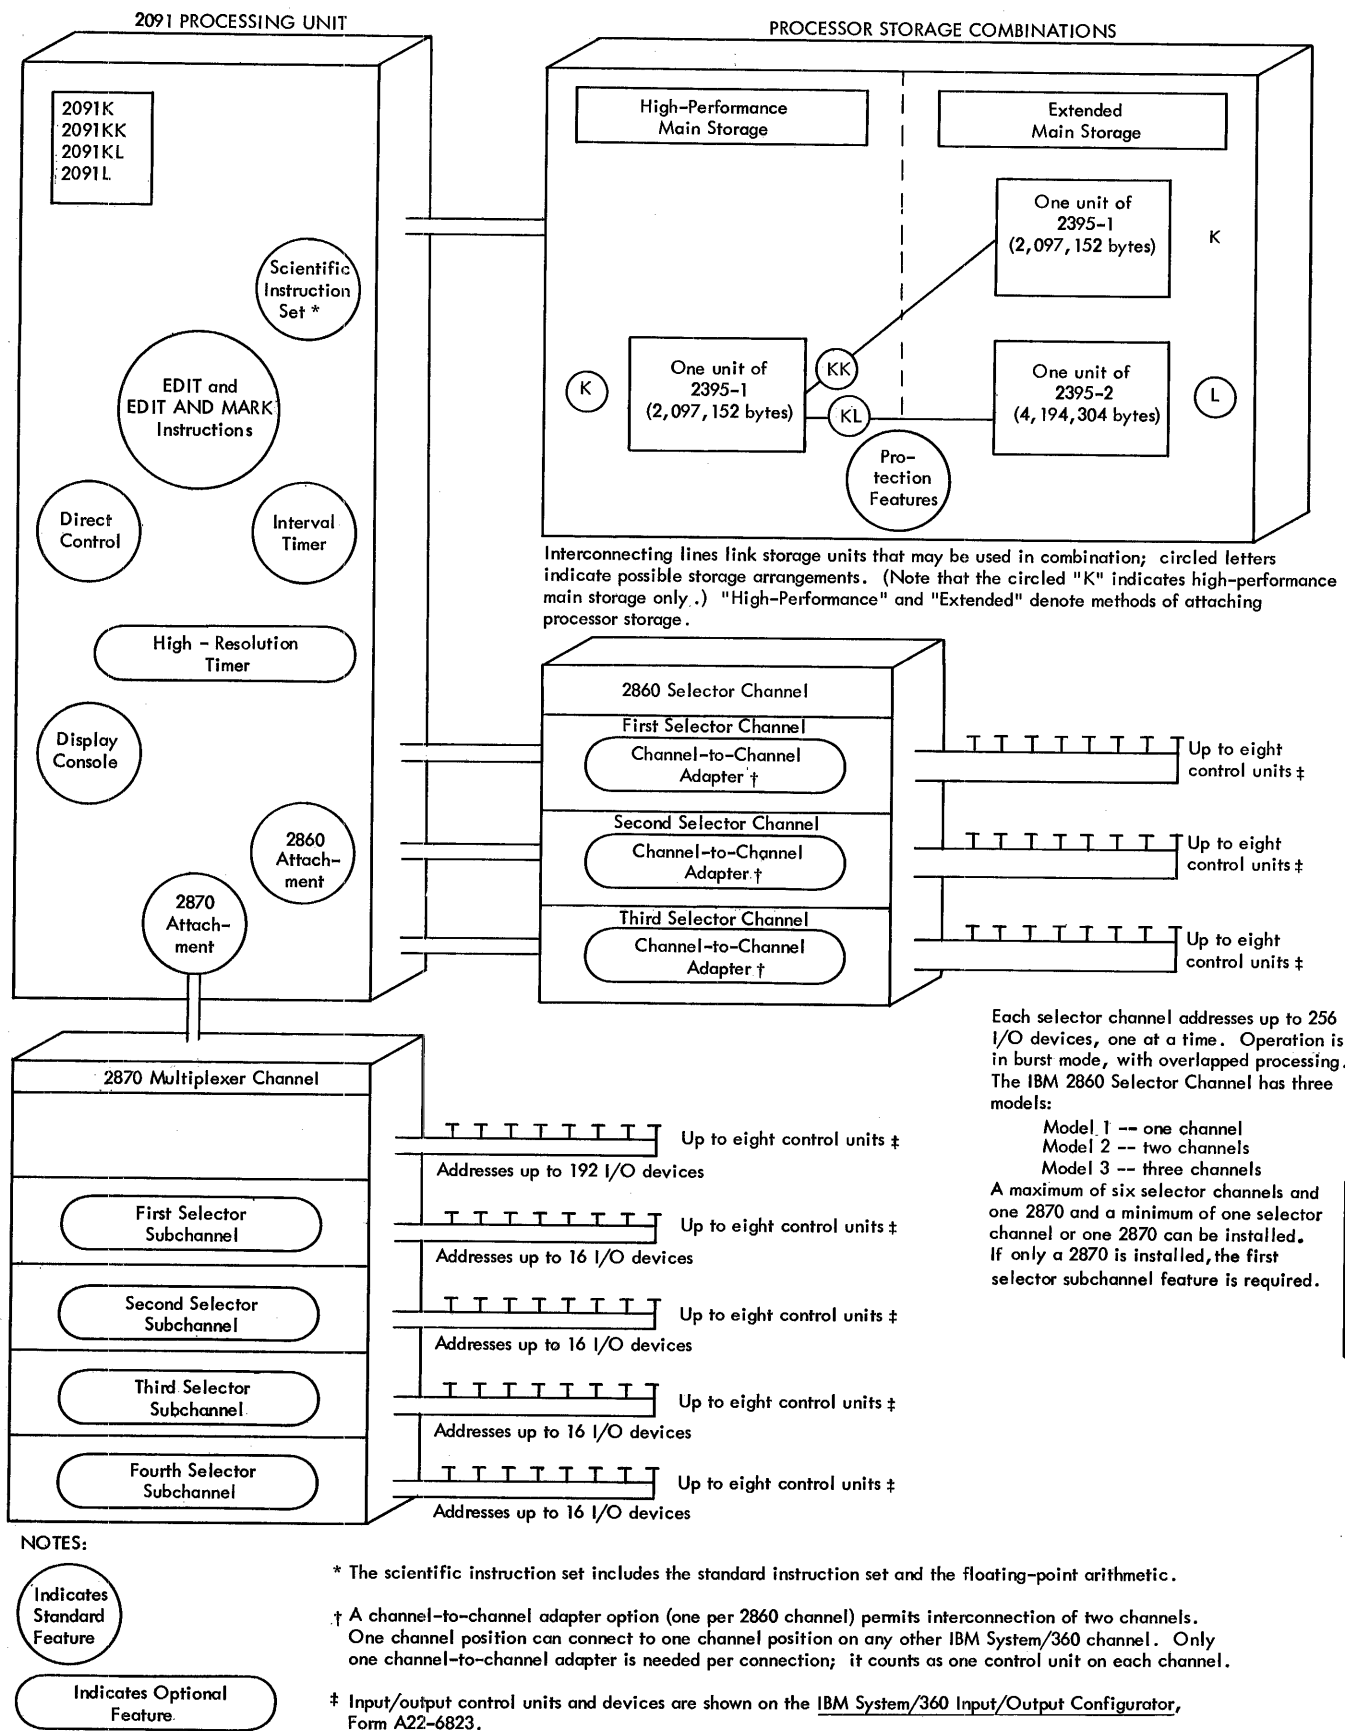 2091 PROCESSING UNIT
2091K
2091KK
2091KL
2091L
Scientific
Instruction
Set *
EDIT and
EDIT AND MARK
Instructions
Direct
Control
Interval
Timer
High - Resolution
Timer
Display
Console
2860
Attach-
ment
2870
Attach-
ment
PROCESSOR STORAGE COMBINATIONS
High-Performance
Main Storage
Extended
Main Storage
One unit of
2395-1
(2,097,152 bytes)
K
K
One unit of
2395-1
(2,097,152 bytes)
KK
KL
One unit of
2395-2
(4,194,304 bytes)
L
Pro-
tection
Features
Interconnecting lines link storage units that may be used in combination; circled letters
indicate possible storage arrangements. (Note that the circled "K" indicates high-performance
main storage only.) "High-Performance" and "Extended" denote methods of attaching
processor storage.
2860 Selector Channel
First Selector Channel
Channel-to-Channel
Adapter †
Up to eight
control units ‡
Second Selector Channel
Channel-to-Channel
Adapter †
Up to eight
control units ‡
Third Selector Channel
Channel-to-Channel
Adapter †
Up to eight
control units ‡
Each selector channel addresses up to 256
I/O devices, one at a time. Operation is
in burst mode, with overlapped processing.
The IBM 2860 Selector Channel has three
models:
Model 1 -- one channel
Model 2 -- two channels
Model 3 -- three channels
A maximum of six selector channels and
one 2870 and a minimum of one selector
channel or one 2870 can be installed.
If only a 2870 is installed, the first
selector subchannel feature is required.
2870 Multiplexer Channel
Up to eight control units ‡
Addresses up to 192 I/O devices
First Selector
Subchannel
Up to eight control units ‡
Addresses up to 16 I/O devices
Second Selector
Subchannel
Up to eight control units ‡
Addresses up to 16 I/O devices
Third Selector
Subchannel
Up to eight control units ‡
Addresses up to 16 I/O devices
Fourth Selector
Subchannel
Up to eight control units ‡
Addresses up to 16 I/O devices
NOTES:
Indicates
Standard
Feature
Indicates Optional
Feature
* The scientific instruction set includes the standard instruction set and the floating-point arithmetic.
† A channel-to-channel adapter option (one per 2860 channel) permits interconnection of two channels.
One channel position can connect to one channel position on any other IBM System/360 channel. Only
one channel-to-channel adapter is needed per connection; it counts as one control unit on each channel.
‡ Input/output control units and devices are shown on the IBM System/360 Input/Output Configurator,
Form A22-6823.